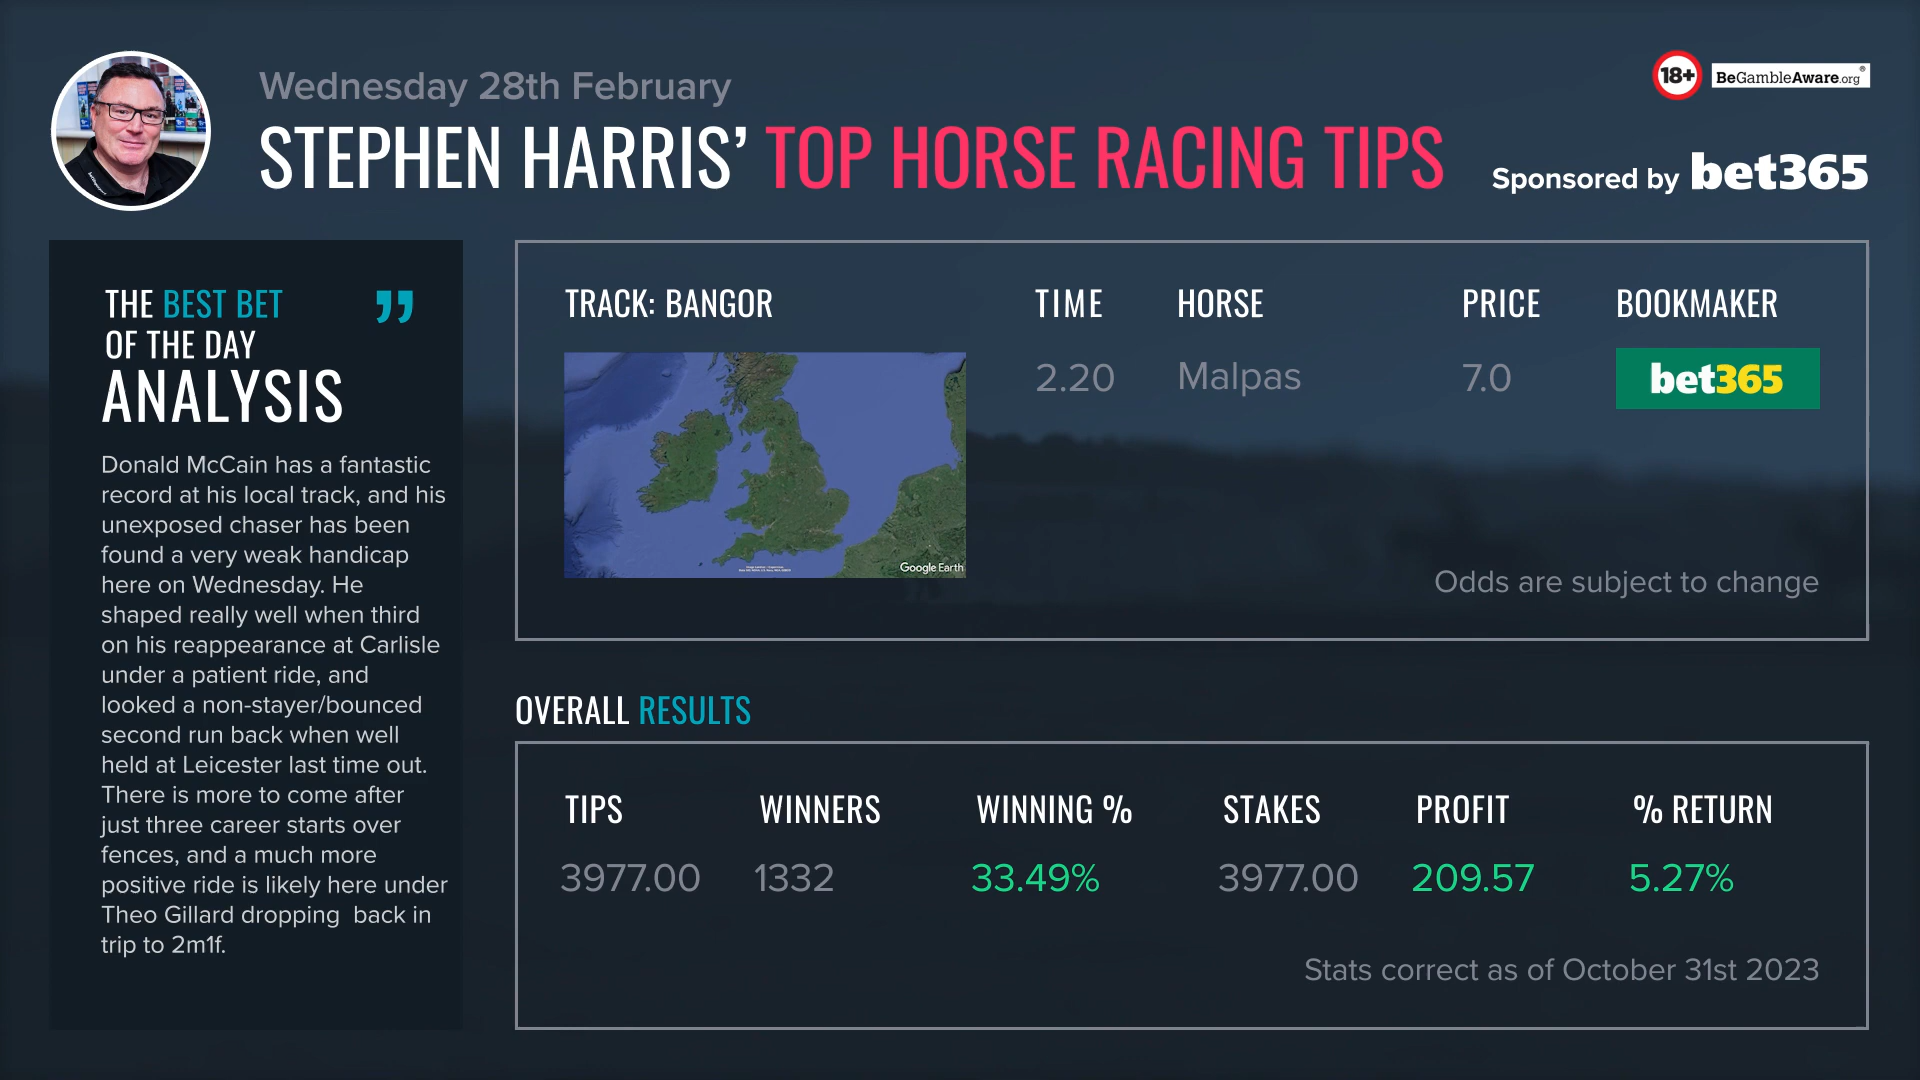 Wednesday 28th February
STEPHEN HARRIS’ TOP HORSE RACING TIPS
18+ BeGambleAware.org®
Sponsored by bet365
THE BEST BET ”
OF THE DAY
ANALYSIS
Donald McCain has a fantastic
record at his local track, and his
unexposed chaser has been
found a very weak handicap
here on Wednesday. He
shaped really well when third
on his reappearance at Carlisle
under a patient ride, and
looked a non-stayer/bounced
second run back when well
held at Leicester last time out.
There is more to come after
just three career starts over
fences, and a much more
positive ride is likely here under
Theo Gillard dropping  back in
trip to 2m1f.
TRACK: BANGOR TIME HORSE PRICE BOOKMAKER
2.20 Malpas 7.0 bet365
Google Earth
Odds are subject to change
OVERALL RESULTS
TIPS WINNERS WINNING % STAKES PROFIT % RETURN
3977.00 1332 33.49% 3977.00 209.57 5.27%
Stats correct as of October 31st 2023